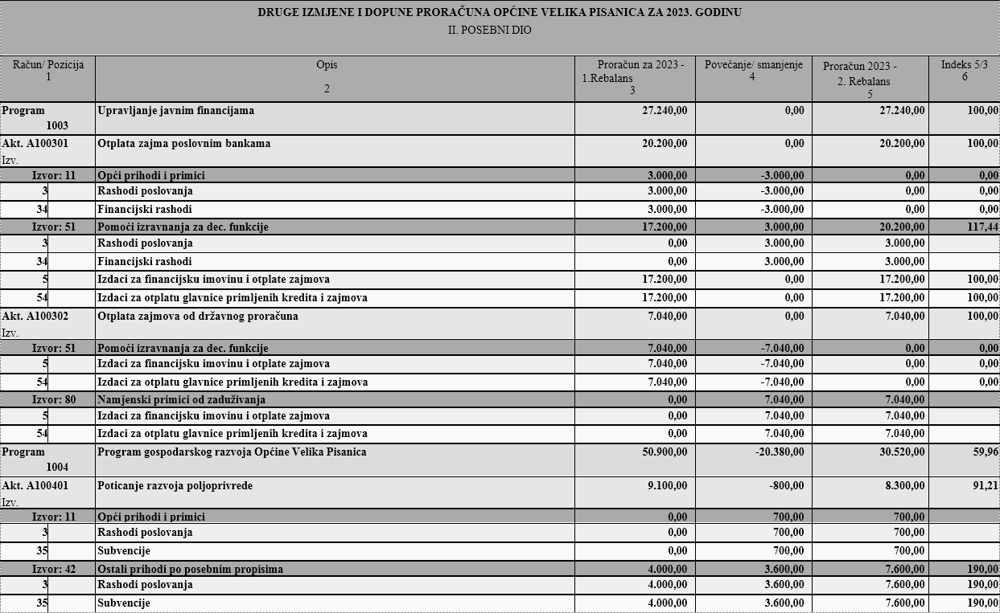 DRUGE IZMJENE I DOPUNE PRORAČUNA OPĆINE VELIKA PISANICA ZA 2023. GODINU
II. POSEBNI DIO
Račun/ Pozicija Opis Proračun za 2023 - Povećanje/ smanjenje Proračun 2023 - Indeks 5/3
1 2 1.Rebalans 4 2. Rebalans 6
3 5
Program Upravljanje javnim financijama 27.240,00 0,00 27.240,00 100,00
1003
Akt. A100301 Otplata zajma poslovnim bankama 20.200,00 0,00 20.200,00 100,00
Izv.
Izvor: 11 Opći prihodi i primici 3.000,00 -3.000,00 0,00 0,00
3 Rashodi poslovanja 3.000,00 -3.000,00 0,00 0,00
34 Financijski rashodi 3.000,00 -3.000,00 0,00 0,00
Izvor: 51 Pomoći izravnanja za dec. funkcije 17.200,00 3.000,00 20.200,00 117,44
3 Rashodi poslovanja 0,00 3.000,00 3.000,00
34 Financijski rashodi 0,00 3.000,00 3.000,00
5 Izdaci za financijsku imovinu i otplate zajmova 17.200,00 0,00 17.200,00 100,00
54 Izdaci za otplatu glavnice primljenih kredita i zajmova 17.200,00 0,00 17.200,00 100,00
Akt. A100302 Otplata zajmova od državnog proračuna 7.040,00 0,00 7.040,00 100,00
Izv.
Izvor: 51 Pomoći izravnanja za dec. funkcije 7.040,00 -7.040,00 0,00 0,00
5 Izdaci za financijsku imovinu i otplate zajmova 7.040,00 -7.040,00 0,00 0,00
54 Izdaci za otplatu glavnice primljenih kredita i zajmova 7.040,00 -7.040,00 0,00 0,00
Izvor: 80 Namjenski primici od zaduživanja 0,00 7.040,00 7.040,00
5 Izdaci za financijsku imovinu i otplate zajmova 0,00 7.040,00 7.040,00
54 Izdaci za otplatu glavnice primljenih kredita i zajmova 0,00 7.040,00 7.040,00
Program Program gospodarskog razvoja Općine Velika Pisanica 50.900,00 -20.380,00 30.520,00 59,96
1004
Akt. A100401 Poticanje razvoja poljoprivrede 9.100,00 -800,00 8.300,00 91,21
Izv.
Izvor: 11 Opći prihodi i primici 0,00 700,00 700,00
3 Rashodi poslovanja 0,00 700,00 700,00
35 Subvencije 0,00 700,00 700,00
Izvor: 42 Ostali prihodi po posebnim propisima 4.000,00 3.600,00 7.600,00 190,00
3 Rashodi poslovanja 4.000,00 3.600,00 7.600,00 190,00
35 Subvencije 4.000,00 3.600,00 7.600,00 190,00